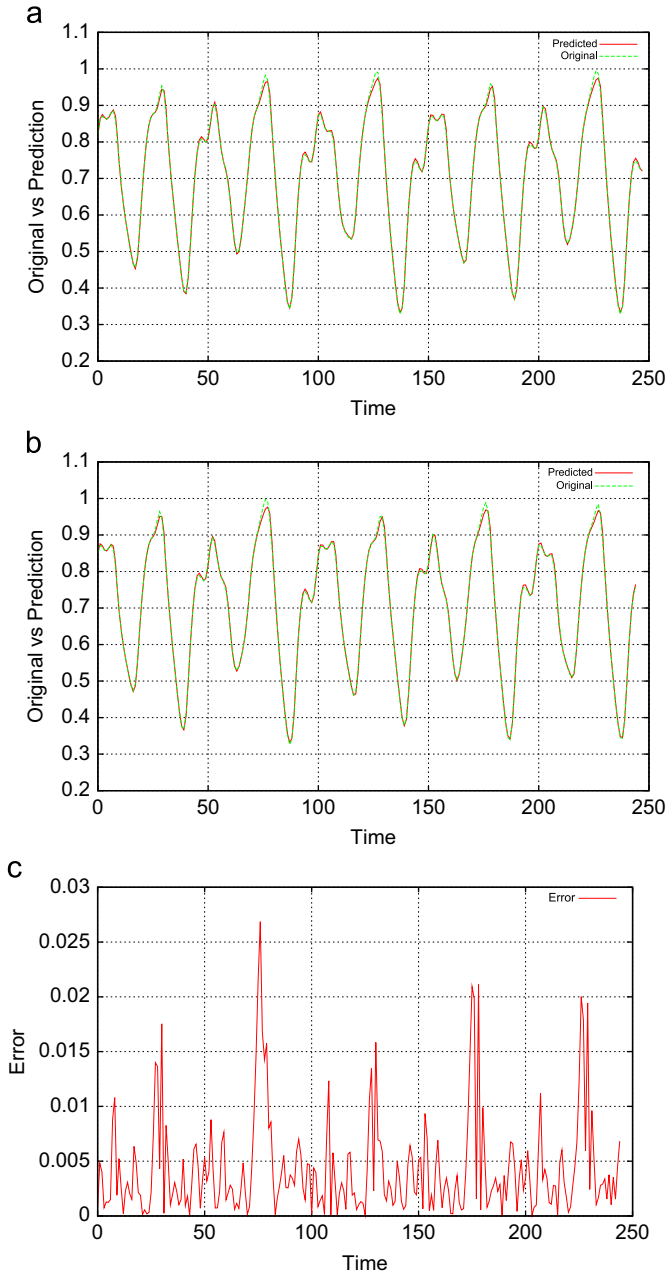 a
1.1
Predicted
Original
1
0.9
0.8
0.7
0.6
0.5
0.4
0.3
0.2
Original vs Prediction
0 50 100 150 200 250
Time
b
1.1
Predicted
Original
1
0.9
0.8
0.7
0.6
0.5
0.4
0.3
0.2
Original vs Prediction
0 50 100 150 200 250
Time
c
0.03
Error
0.025
0.02
0.015
0.01
0.005
0
Error
0 50 100 150 200 250
Time